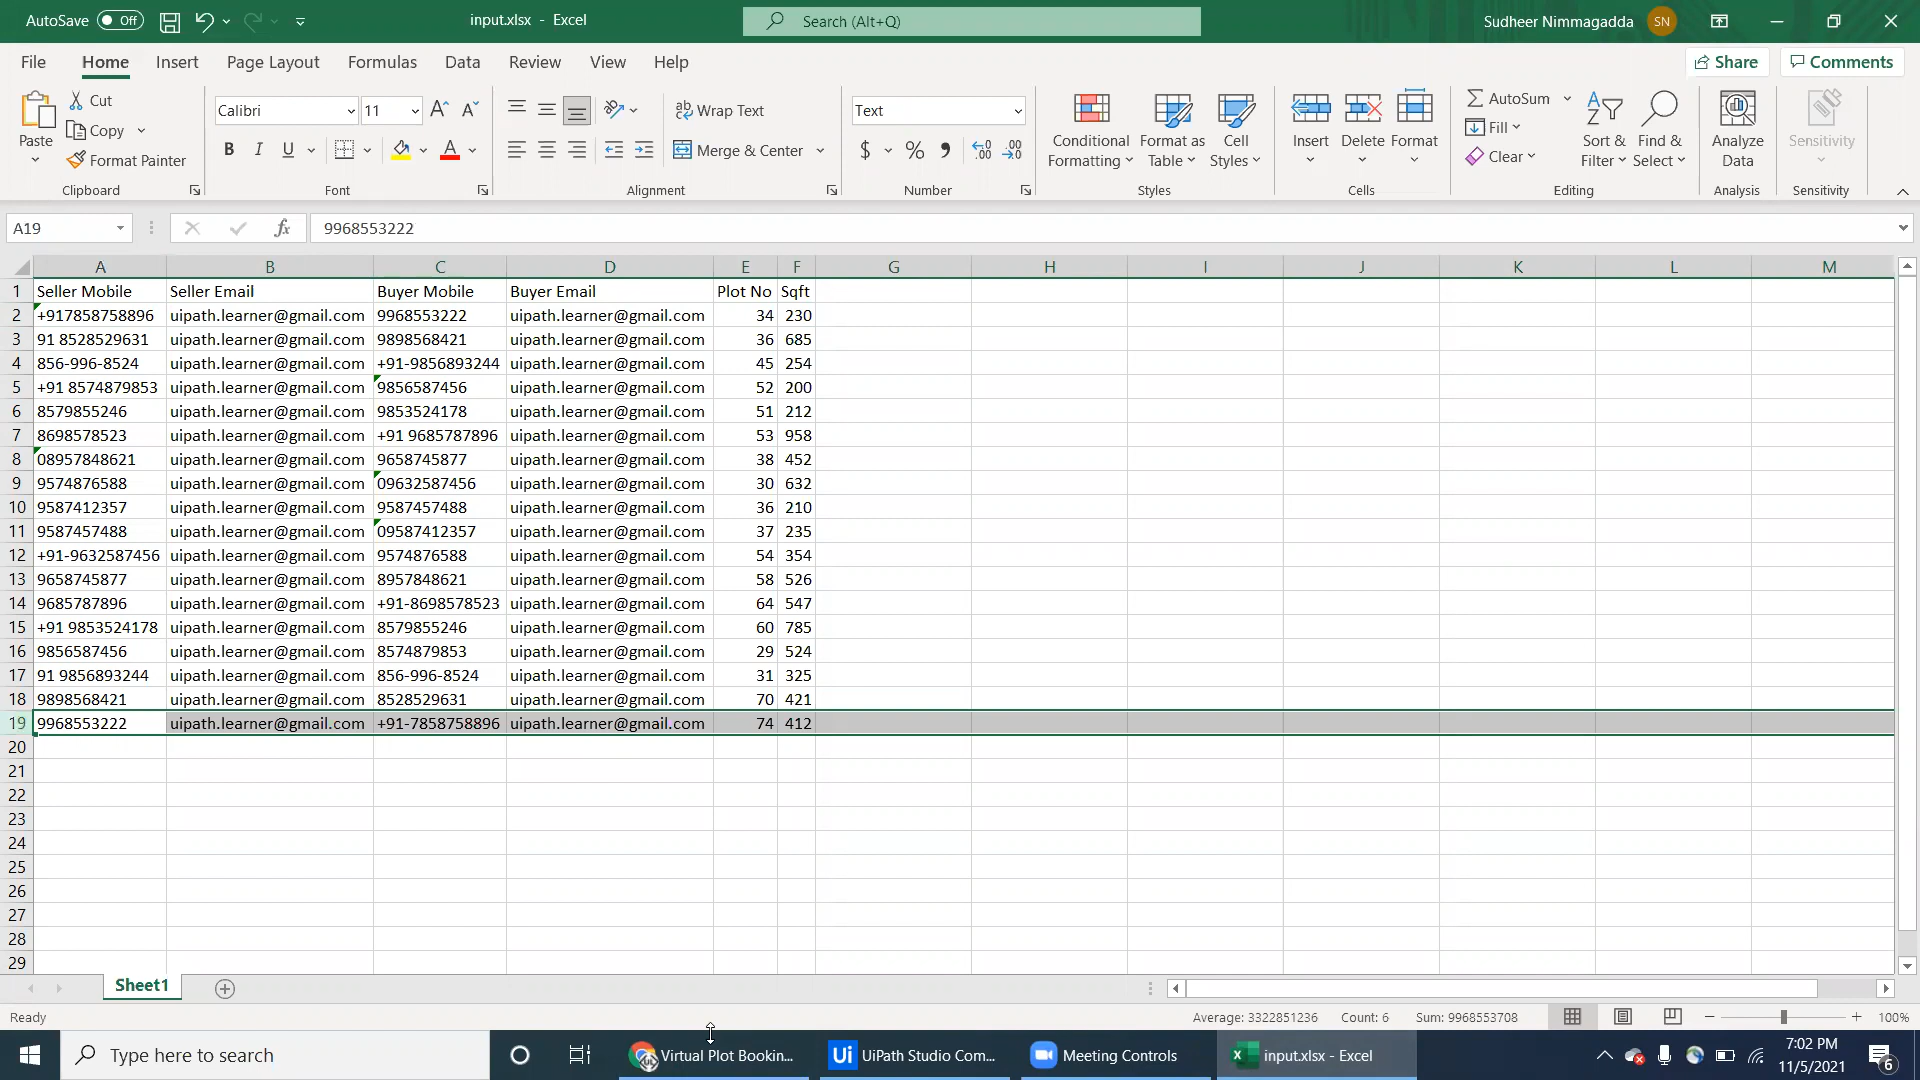 AutoSave Off input.xlsx - Excel Search (Alt+Q) Sudheer Nimmagadda SN
File Home Insert Page Layout Formulas Data Review View Help Share Comments
Cut Calibri 11 A A Wrap Text Text AutoSum
Copy Fill
Paste Format Painter B I U A Merge & Center $ % Conditional Formatting Format as Table Cell Styles Insert Delete Format Clear Sort & Filter Find & Select Analyze Data Sensitivity
Clipboard Font Alignment Number Styles Cells Editing Analysis Sensitivity
A19 fx 9968553222
A B C D E F G H I J K L M
1 Seller Mobile Seller Email Buyer Mobile Buyer Email Plot No Sqft
2 +917858758896 uipath.learner@gmail.com 9968553222 uipath.learner@gmail.com 34 230
3 91 8528529631 uipath.learner@gmail.com 9898568421 uipath.learner@gmail.com 36 685
4 856-996-8524 uipath.learner@gmail.com +91-9856893244 uipath.learner@gmail.com 45 254
5 +91 8574879853 uipath.learner@gmail.com 9856587456 uipath.learner@gmail.com 52 200
6 8579855246 uipath.learner@gmail.com 9853524178 uipath.learner@gmail.com 51 212
7 8698578523 uipath.learner@gmail.com +91 9685787896 uipath.learner@gmail.com 53 958
8 08957848621 uipath.learner@gmail.com 9658745877 uipath.learner@gmail.com 38 452
9 9574876588 uipath.learner@gmail.com 09632587456 uipath.learner@gmail.com 30 632
10 9587412357 uipath.learner@gmail.com 9587457488 uipath.learner@gmail.com 36 210
11 9587457488 uipath.learner@gmail.com 09587412357 uipath.learner@gmail.com 37 235
12 +91-9632587456 uipath.learner@gmail.com 9574876588 uipath.learner@gmail.com 54 354
13 9658745877 uipath.learner@gmail.com 8957848621 uipath.learner@gmail.com 58 526
14 9685787896 uipath.learner@gmail.com +91-8698578523 uipath.learner@gmail.com 64 547
15 +91 9853524178 uipath.learner@gmail.com 8579855246 uipath.learner@gmail.com 60 785
16 9856587456 uipath.learner@gmail.com 8574879853 uipath.learner@gmail.com 29 524
17 91 9856893244 uipath.learner@gmail.com 856-996-8524 uipath.learner@gmail.com 31 325
18 9898568421 uipath.learner@gmail.com 8528529631 uipath.learner@gmail.com 70 421
19 9968553222 uipath.learner@gmail.com +91-7858758896 uipath.learner@gmail.com 74 412
20
21
22
23
24
25
26
27
28
29
Sheet1
Ready Average: 3322851236 Count: 6 Sum: 9968553708 100%
Type here to search Virtual Plot Bookin... Ui UiPath Studio Com... Meeting Controls input.xlsx - Excel 7:02 PM
11/5/2021 6